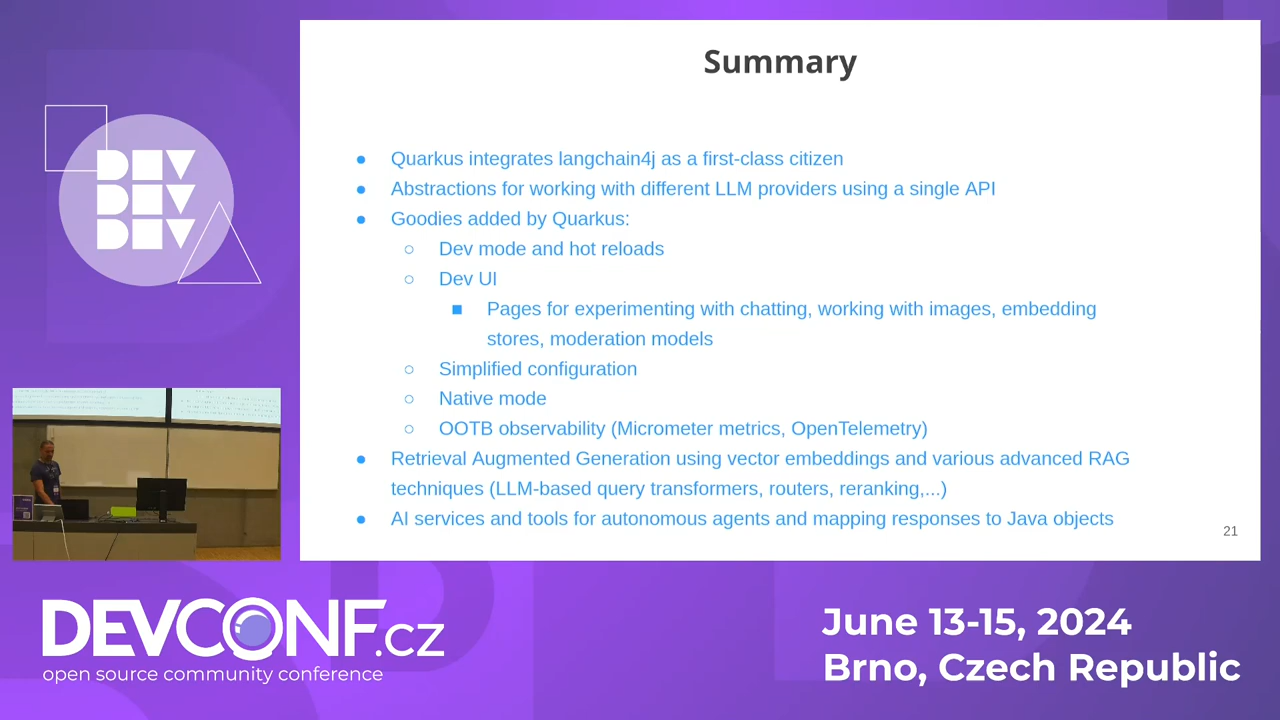 Summary
Quarkus integrates langchain4j as a first-class citizen
Abstractions for working with different LLM providers using a single API
Goodies added by Quarkus:
Dev mode and hot reloads
Dev UI
Pages for experimenting with chatting, working with images, embedding
stores, moderation models
Simplified configuration
Native mode
OOTB observability (Micrometer metrics, OpenTelemetry)
Retrieval Augmented Generation using vector embeddings and various advanced RAG
techniques (LLM-based query transformers, routers, reranking,...)
AI services and tools for autonomous agents and mapping responses to Java objects
21
DEV
DEV
DEV
DEVCONF.cz
open source community conference
June 13-15, 2024
Brno, Czech Republic